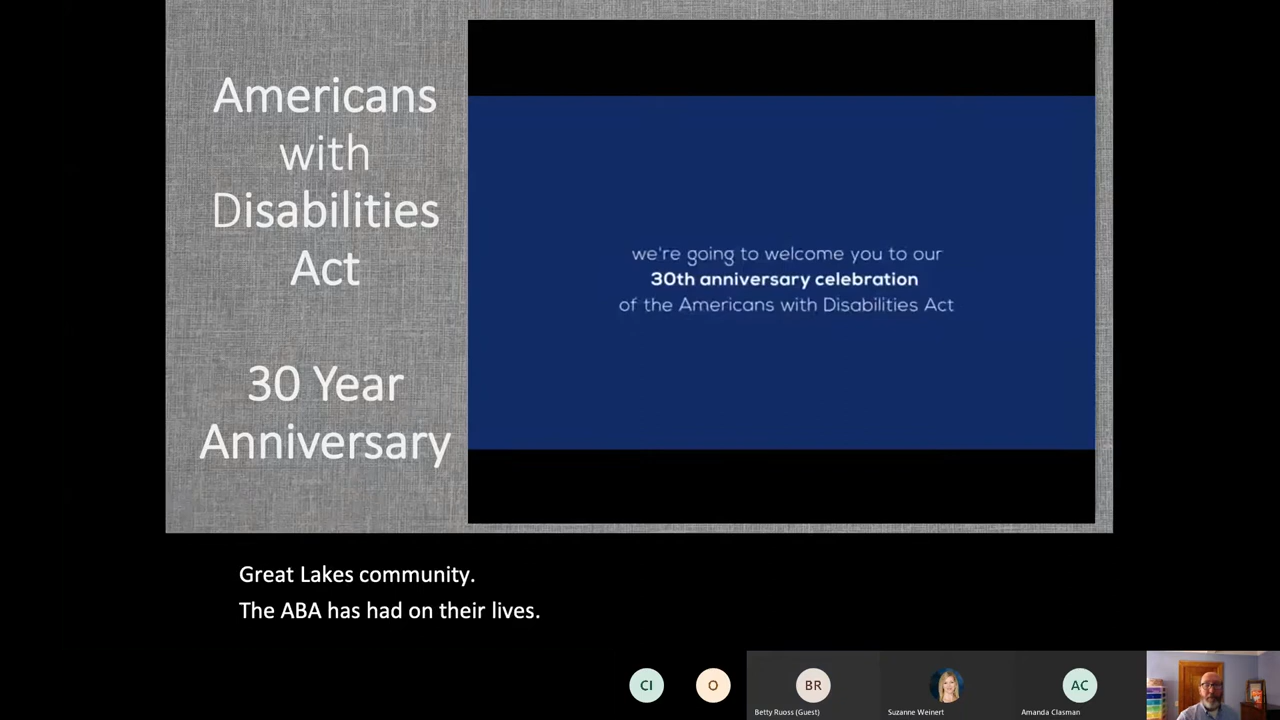 Americans
with
Disabilities
Act
30 Year
Anniversary
we're going to welcome you to our
30th anniversary celebration
of the Americans with Disabilities Act
Great Lakes community.
The ABA has had on their lives.
CI
O
BR
AC
Betty Ruoss (Guest)
Suzanne Weinert
Amanda Clasman